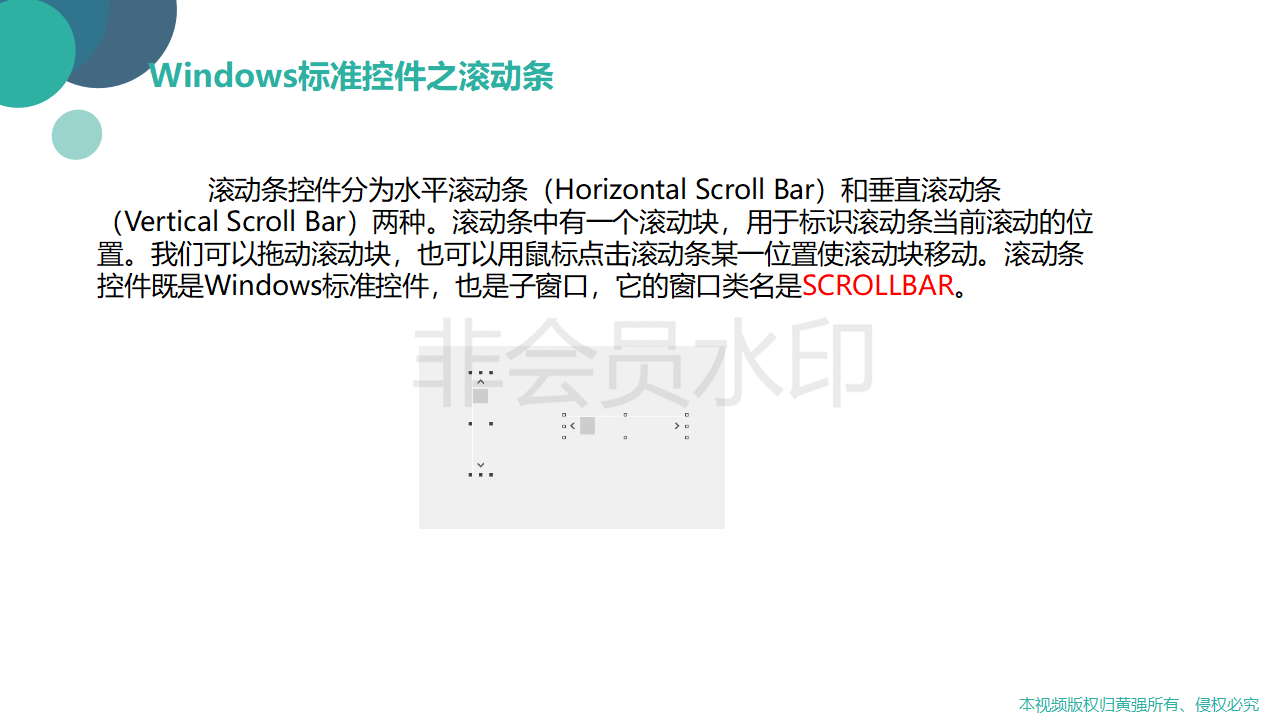 Windows标准控件之滚动条
滚动条控件分为水平滚动条（Horizontal Scroll Bar）和垂直滚动条
（Vertical Scroll Bar）两种。滚动条中有一个滚动块，用于标识滚动条当前滚动的位
置。我们可以拖动滚动块，也可以用鼠标点击滚动条某一位置使滚动块移动。滚动条
控件既是Windows标准控件，也是子窗口，它的窗口类名是SCROLLBAR。
非会员水印
本视频版权归黄强所有、侵权必究